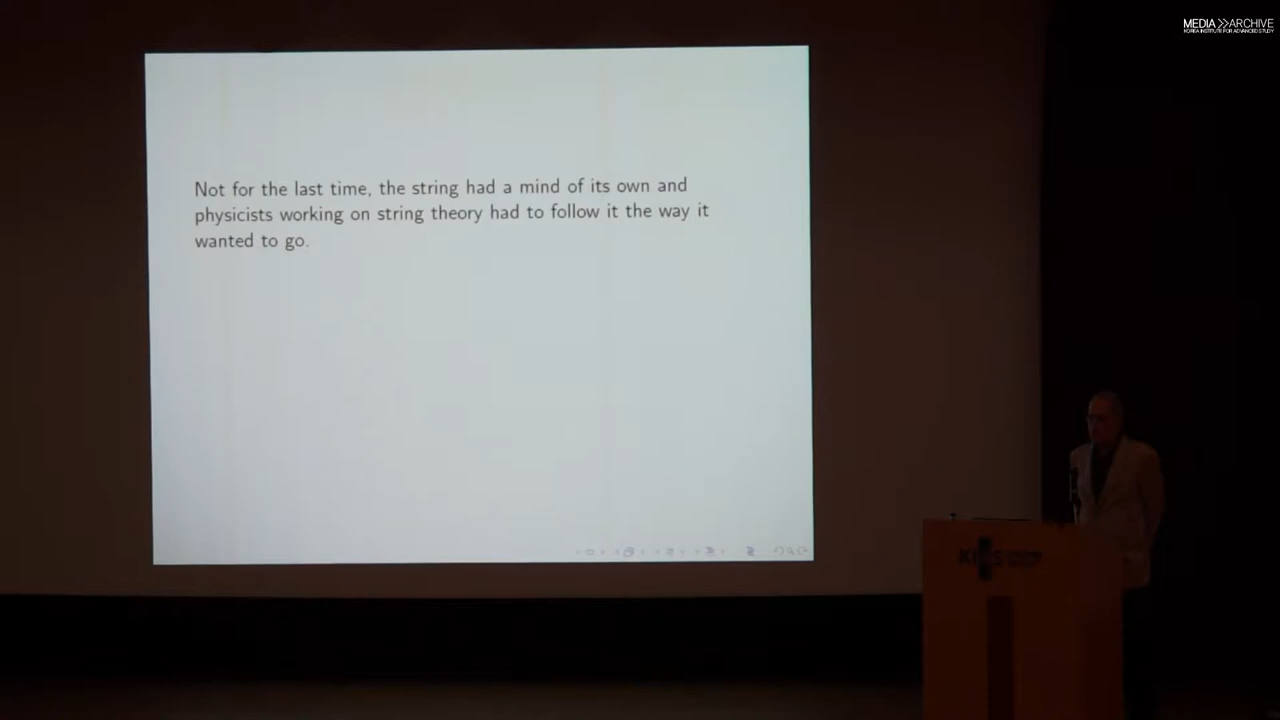 MEDIA ARCHIVE
KOREA INSTITUTE FOR ADVANCED STUDY
Not for the last time, the string had a mind of its own and
physicists working on string theory had to follow it the way it
wanted to go.
KIAS